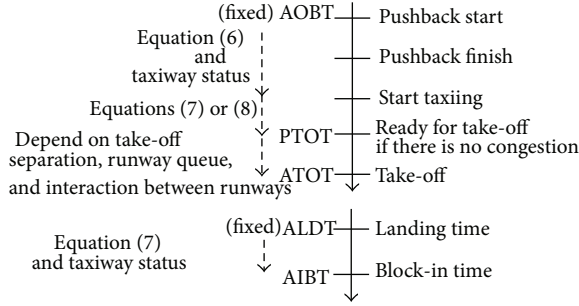 (fixed) AOBT Pushback start
Equation (6)
and
taxiway status
Pushback finish
Start taxiing
Equations (7) or (8)
PTOT Ready for take-off
if there is no congestion
Depend on take-off
separation, runway queue,
and interaction between runways
ATOT Take-off
(fixed) ALDT Landing time
Equation (7)
and taxiway status
AIBT Block-in time